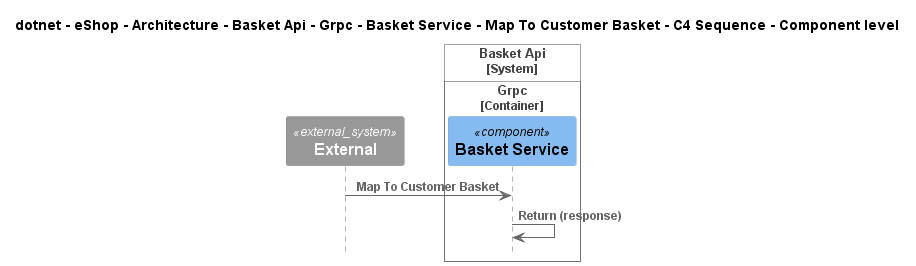 dotnet - eShop - Architecture - Basket Api - Grpc - Basket Service - Map To Customer Basket - C4 Sequence - Component level
Basket Api
[System]
Grpc
[Container]
«external_system»
External
«component»
Basket Service
Map To Customer Basket
Return (response)